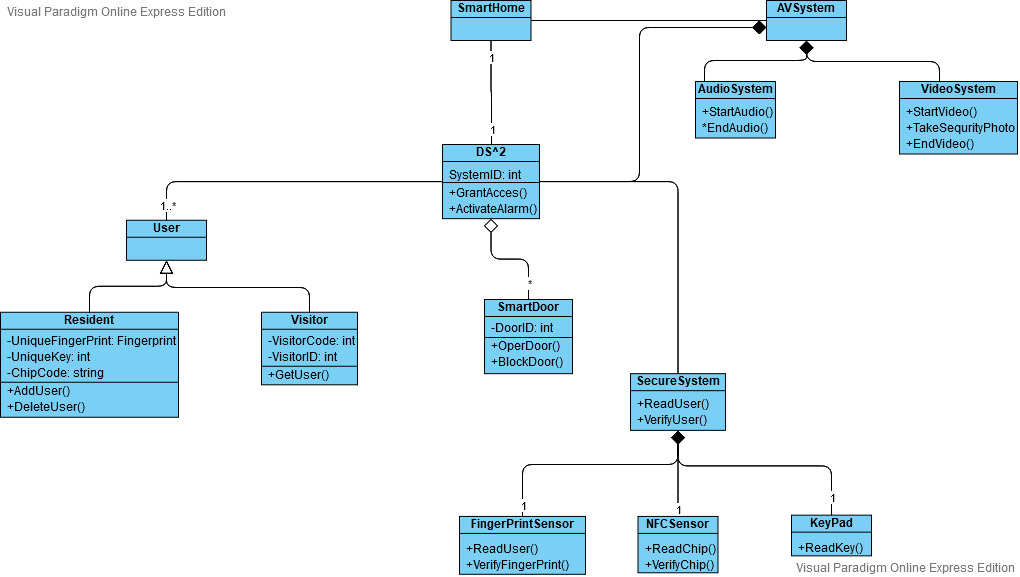 Visual Paradigm Online Express Edition
SmartHome
AVSystem
1
AudioSystem
+StartAudio()
*EndAudio()
VideoSystem
+StartVideo()
+TakeSequrityPhoto
+EndVideo()
1
DS^2
SystemID: int
+GrantAcces()
+ActivateAlarm()
1..*
User
*
SmartDoor
-DoorID: int
+OperDoor()
+BlockDoor()
Resident
-UniqueFingerPrint: Fingerprint
-UniqueKey: int
-ChipCode: string
+AddUser()
+DeleteUser()
Visitor
-VisitorCode: int
-VisitorID: int
+GetUser()
SecureSystem
+ReadUser()
+VerifyUser()
1
1
1
FingerPrintSensor
+ReadUser()
+VerifyFingerPrint()
NFCSensor
+ReadChip()
+VerifyChip()
KeyPad
+ReadKey()
Visual Paradigm Online Express Edition